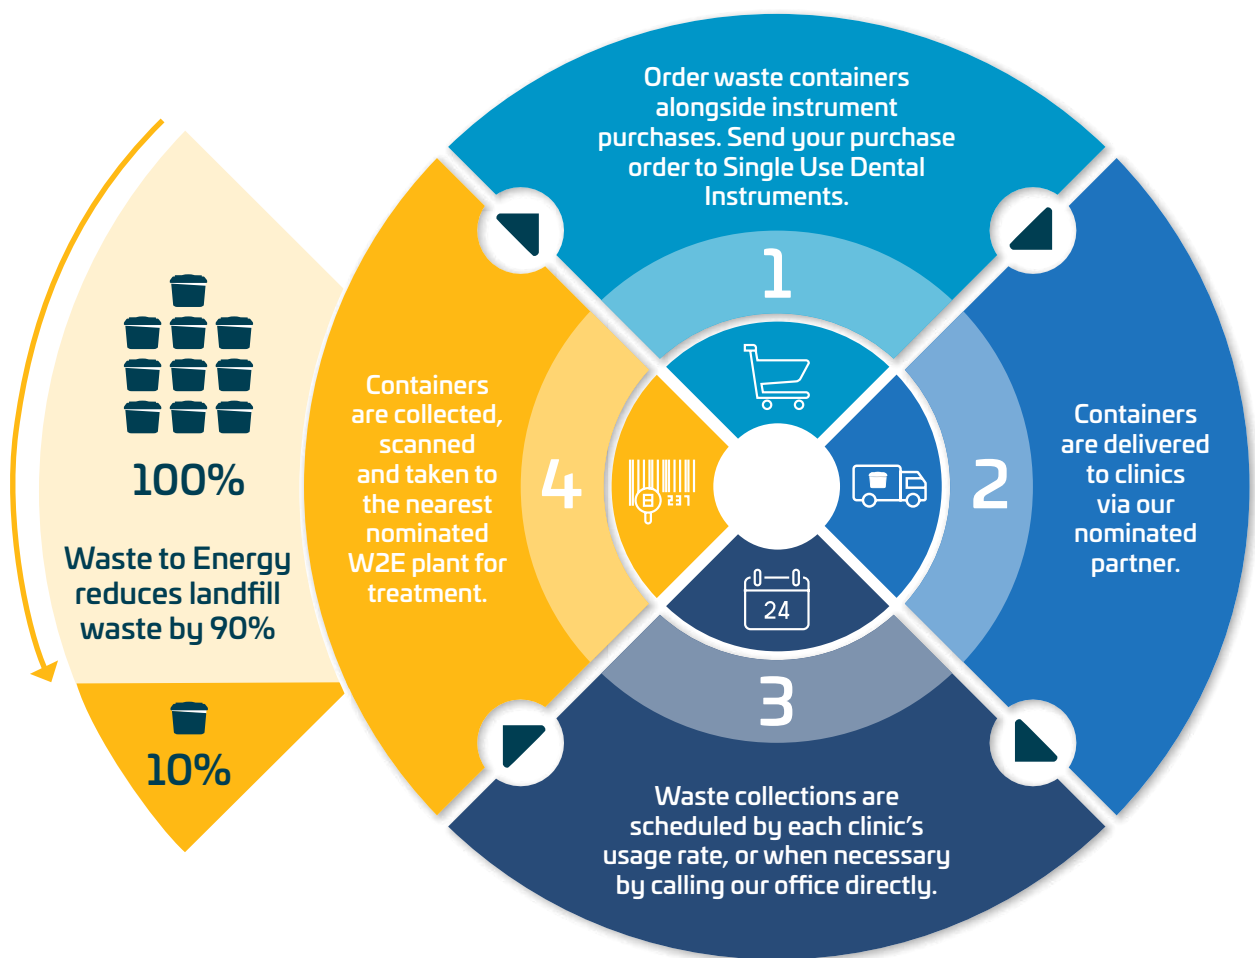 Order waste containers
alongside instrument
purchases. Send your purchase
order to Single Use Dental
Instruments.
1
2
Containers
are delivered
to clinics
via our
nominated
partner.
24
3
Waste collections are
scheduled by each clinic's
usage rate, or when necessary
by calling our office directly.
4
8 237
Containers
are collected,
scanned
and taken to
the nearest
nominated
W2E plant for
treatment.
100%
Waste to Energy
reduces landfill
waste by 90%
10%